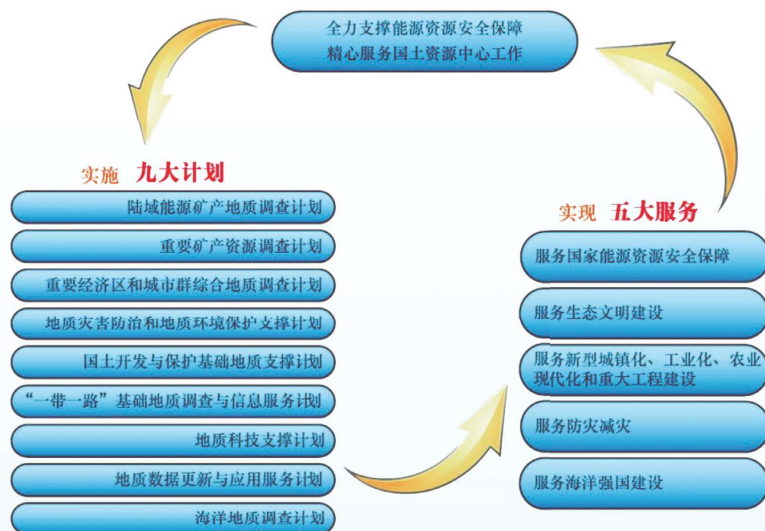 全力支撑能源资源安全保障
精心服务国土资源中心工作
实施 九大计划
陆域能源矿产地质调查计划
重要矿产资源调查计划
重要经济区和城市群综合地质调查计划
地质灾害防治和地质环境保护支撑计划
国土开发与保护基础地质支撑计划
“一带一路”基础地质调查与信息服务计划
地质科技支撑计划
地质数据更新与应用服务计划
海洋地质调查计划
实现 五大服务
服务国家能源资源安全保障
服务生态文明建设
服务新型城镇化、工业化、农业
现代化和重大工程建设
服务防灾减灾
服务海洋强国建设